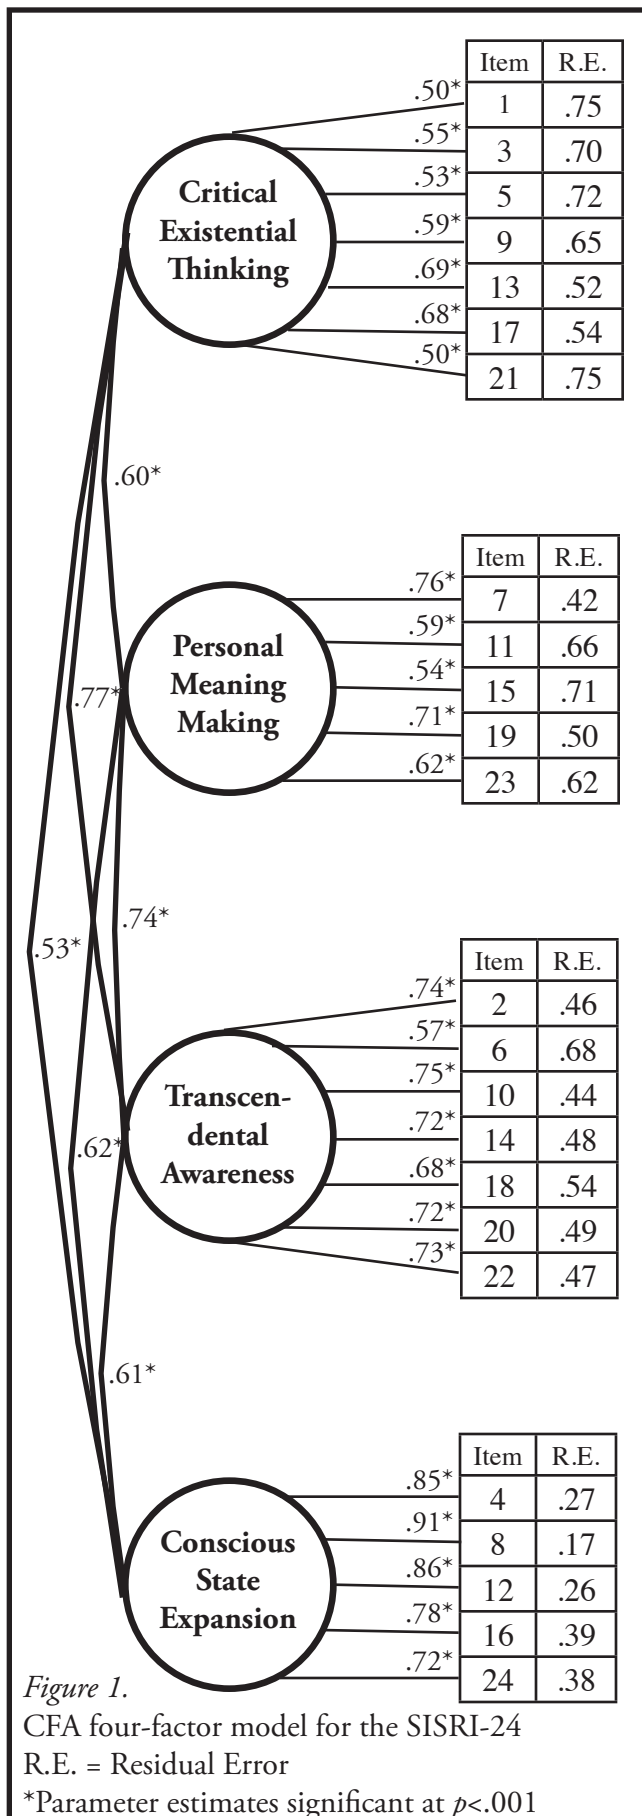 Item R.E.
.50* 1 .75
.55* 3 .70
.53* 5 .72
.59* 9 .65
.69* 13 .52
.68* 17 .54
.50* 21 .75
Critical
Existential
Thinking
.60*
Item R.E.
.76* 7 .42
.59* 11 .66
.54* 15 .71
.71* 19 .50
.62* 23 .62
Personal
Meaning
Making
.77*
.74*
.53*
Item R.E.
.74* 2 .46
.57* 6 .68
.75* 10 .44
.72* 14 .48
.68* 18 .54
.72* 20 .49
.73* 22 .47
Transcen-
dental
Awareness
.62*
.61*
Item R.E.
.85* 4 .27
.91* 8 .17
.86* 12 .26
.78* 16 .39
.72* 24 .38
Conscious
State
Expansion
Figure 1.
CFA four-factor model for the SISRI-24
R.E. = Residual Error
*Parameter estimates significant at p<.001